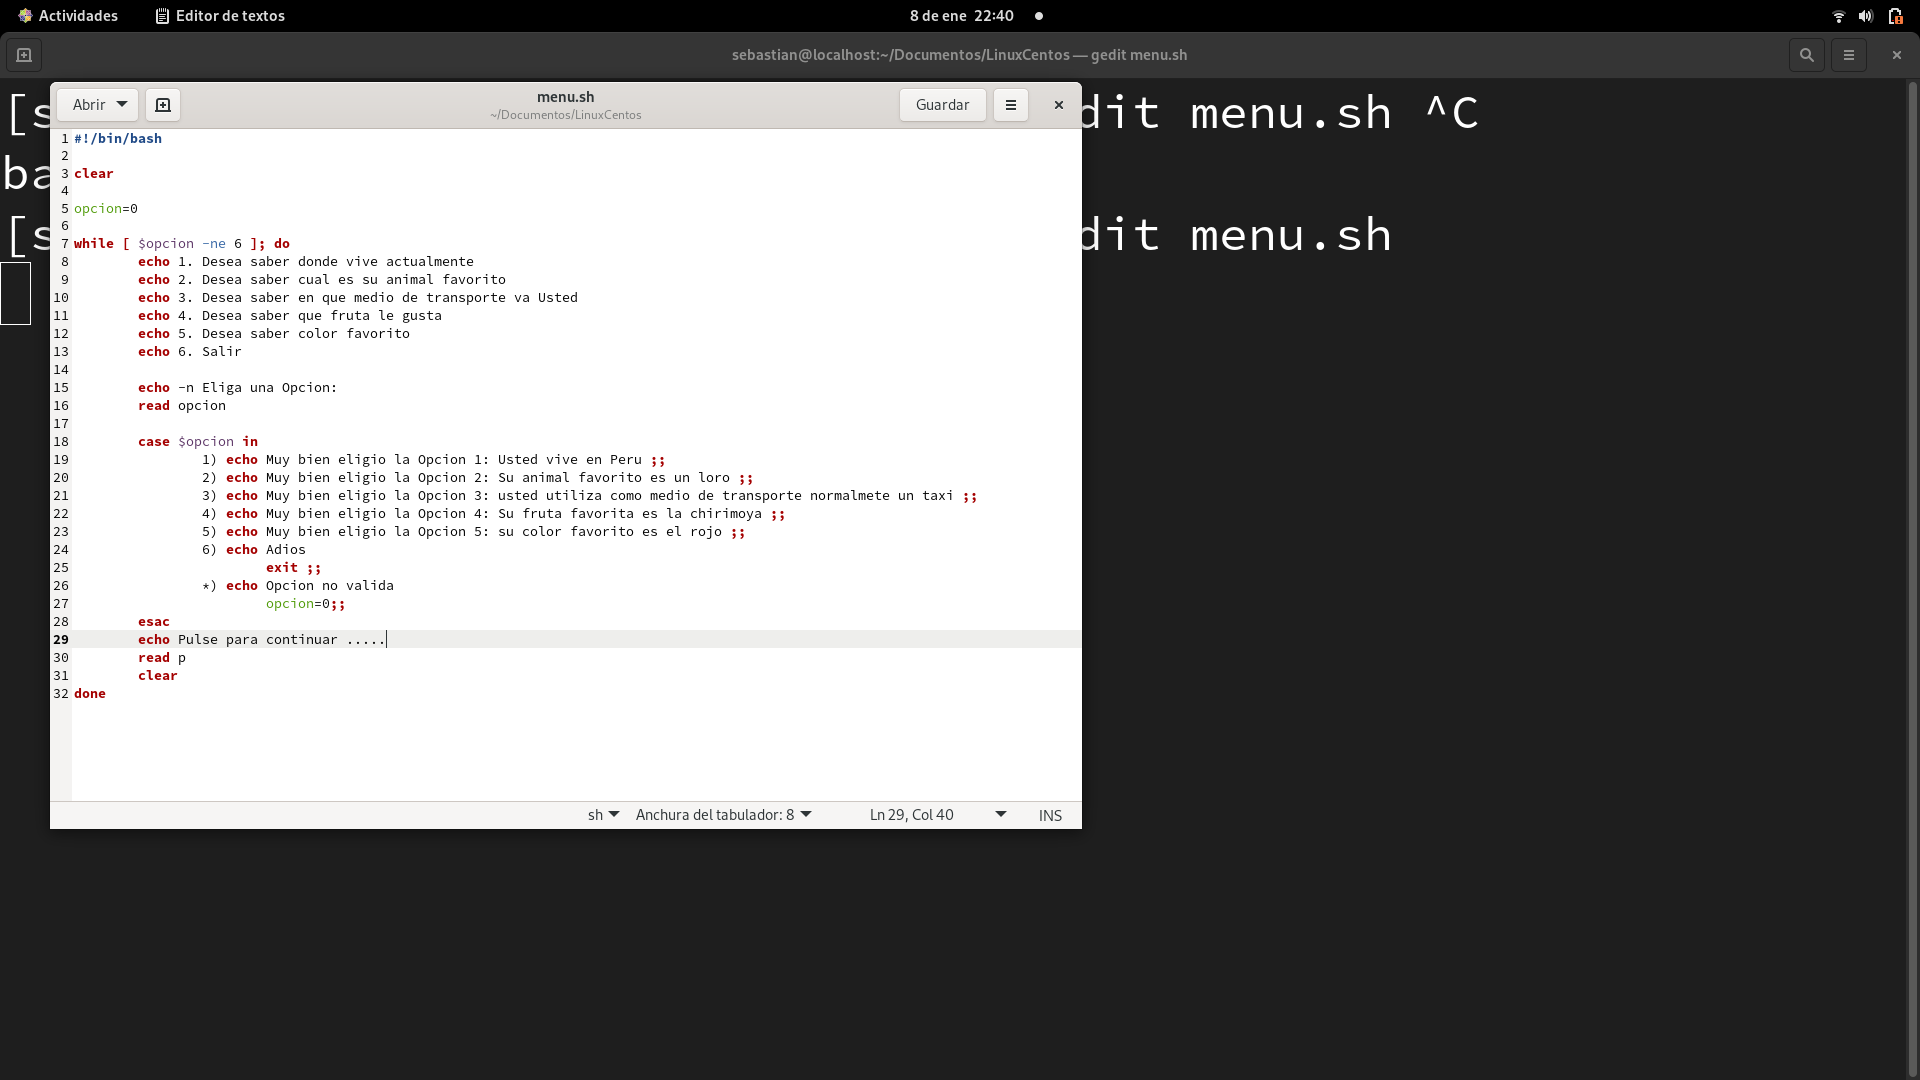 Actividades Editor de textos 8 de ene 22:40
sebastian@localhost:~/Documentos/LinuxCentos — gedit menu.sh
[s dit menu.sh ^C
ba
[s dit menu.sh
Abrir menu.sh Guardar
~/Documentos/LinuxCentos
1 #!/bin/bash
2
3 clear
4
5 opcion=0
6
7 while [ $opcion -ne 6 ]; do
8 echo 1. Desea saber donde vive actualmente
9 echo 2. Desea saber cual es su animal favorito
10 echo 3. Desea saber en que medio de transporte va Usted
11 echo 4. Desea saber que fruta le gusta
12 echo 5. Desea saber color favorito
13 echo 6. Salir
14
15 echo -n Eliga una Opcion:
16 read opcion
17
18 case $opcion in
19 1) echo Muy bien eligio la Opcion 1: Usted vive en Peru ;;
20 2) echo Muy bien eligio la Opcion 2: Su animal favorito es un loro ;;
21 3) echo Muy bien eligio la Opcion 3: usted utiliza como medio de transporte normalmete un taxi ;;
22 4) echo Muy bien eligio la Opcion 4: Su fruta favorita es la chirimoya ;;
23 5) echo Muy bien eligio la Opcion 5: su color favorito es el rojo ;;
24 6) echo Adios
25 exit ;;
26 *) echo Opcion no valida
27 opcion=0;;
28 esac
29 echo Pulse para continuar .....
30 read p
31 clear
32 done
sh Anchura del tabulador: 8 Ln 29, Col 40 INS